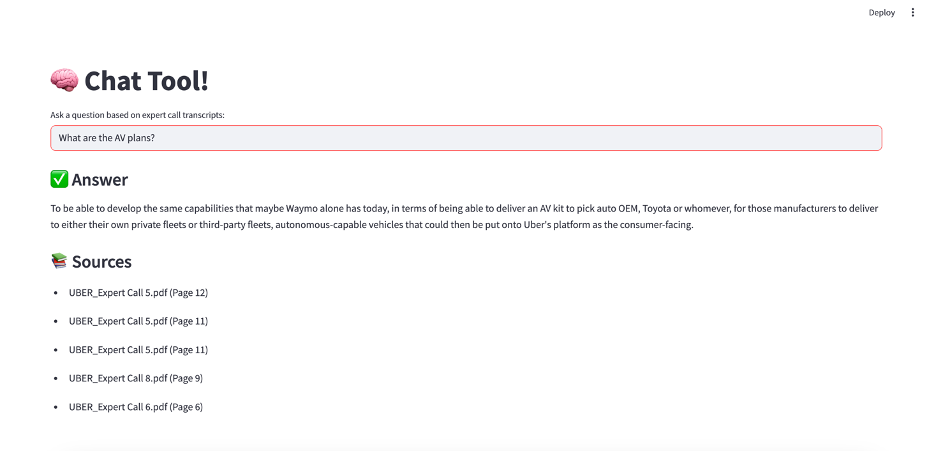 Deploy
🧠 Chat Tool!
Ask a question based on expert call transcripts:
What are the AV plans?
✅ Answer
To be able to develop the same capabilities that maybe Waymo alone has today, in terms of being able to deliver an AV kit to pick auto OEM, Toyota or whomever, for those manufacturers to deliver
to either their own private fleets or third-party fleets, autonomous-capable vehicles that could then be put onto Uber's platform as the consumer-facing.
📚 Sources
• UBER_Expert Call 5.pdf (Page 12)
• UBER_Expert Call 5.pdf (Page 11)
• UBER_Expert Call 5.pdf (Page 11)
• UBER_Expert Call 8.pdf (Page 9)
• UBER_Expert Call 6.pdf (Page 6)